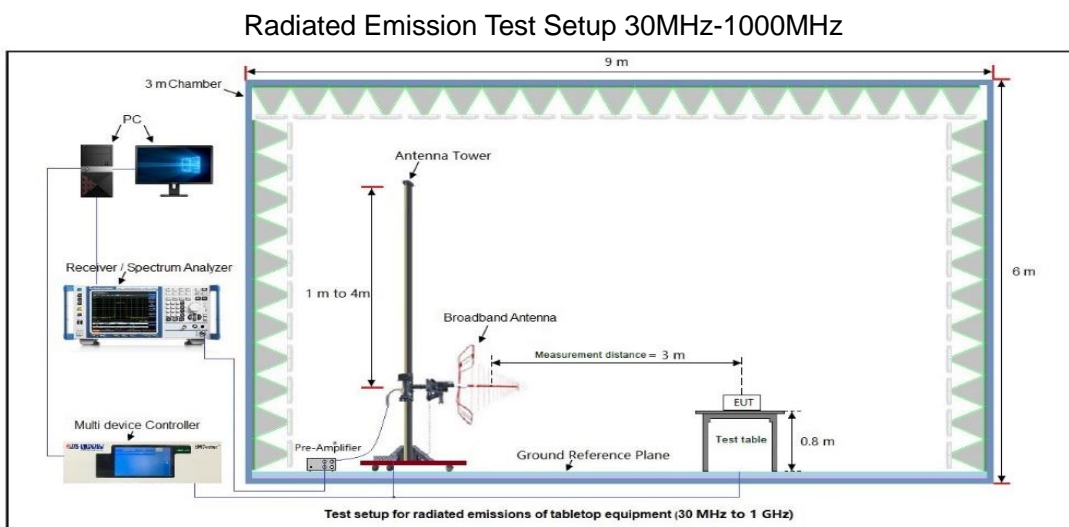 Radiated Emission Test Setup 30MHz-1000MHz
9 m
3 m Chamber
PC
Antenna Tower
Receiver / Spectrum Analyzer
1 m to 4m
6 m
Broadband Antenna
Measurement distance = 3 m
EUT
Multi device Controller
Test table
0.8 m
Pre-Amplifier
Ground Reference Plane
Test setup for radiated emissions of tabletop equipment (30 MHz to 1 GHz)